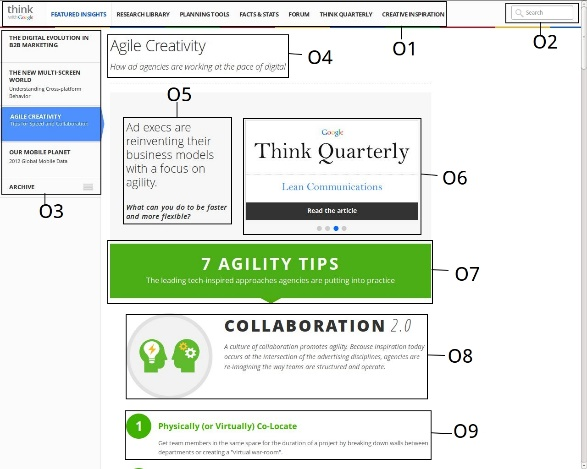 think
with Google
FEATURED INSIGHTS RESEARCH LIBRARY PLANNING TOOLS FACTS & STATS FORUM THINK QUARTERLY CREATIVE INSPIRATION
Search
O1
O2
THE DIGITAL EVOLUTION IN
B2B MARKETING
THE NEW MULTI-SCREEN
WORLD
Understanding Cross-platform
Behavior
AGILE CREATIVITY
Tips for Speed and Collaboration
OUR MOBILE PLANET
2012 Global Mobile Data
ARCHIVE
O3
Agile Creativity
How ad agencies are working at the pace of digital
O4
O5
Ad execs are
reinventing their
business models
with a focus on
agility.
What can you do to be faster
and more flexible?
Google
Think Quarterly
Lean Communications
Read the article
O6
7 AGILITY TIPS
The leading tech-inspired approaches agencies are putting into practice
O7
COLLABORATION 2.0
A culture of collaboration promotes agility. Because inspiration today
occurs at the intersection of the advertising disciplines, agencies are
re-imagining the way teams are structured and operate.
O8
1 Physically (or Virtually) Co-Locate
Get team members in the same space for the duration of a project by breaking down walls between
departments or creating a "virtual war-room".
O9